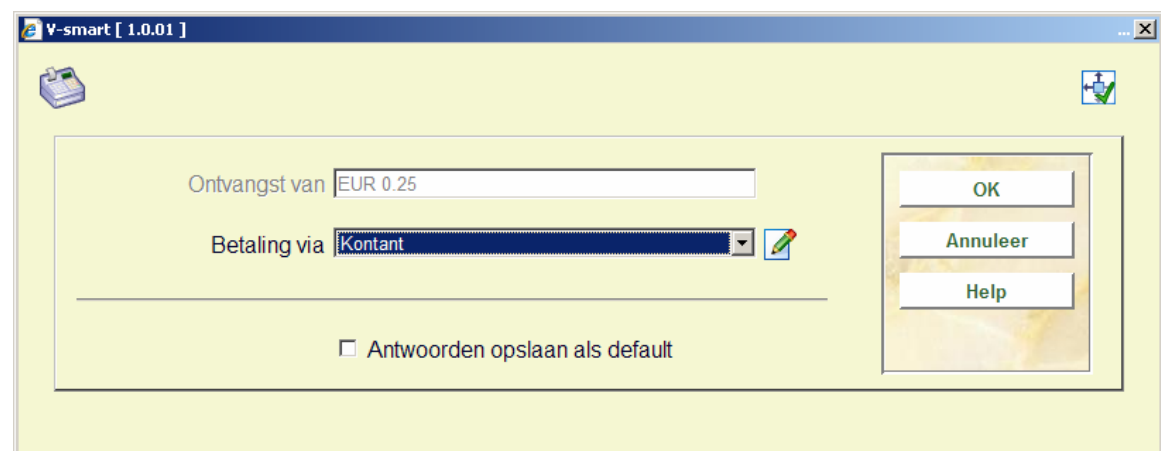 V-smart [ 1.0.01 ]
...
Ontvangst van EUR 0.25
Betaling via Kontant
Antwoorden opslaan als default
OK
Annuleer
Help